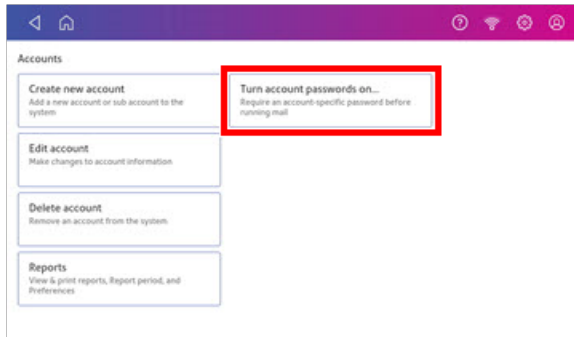 Accounts
Create new account
Add a new account or sub account to the
system
Turn account passwords on...
Require an account-specific password before
running mail
Edit account
Make changes to account information
Delete account
Remove an account from the system
Reports
View & print reports, Report period, and
Preferences